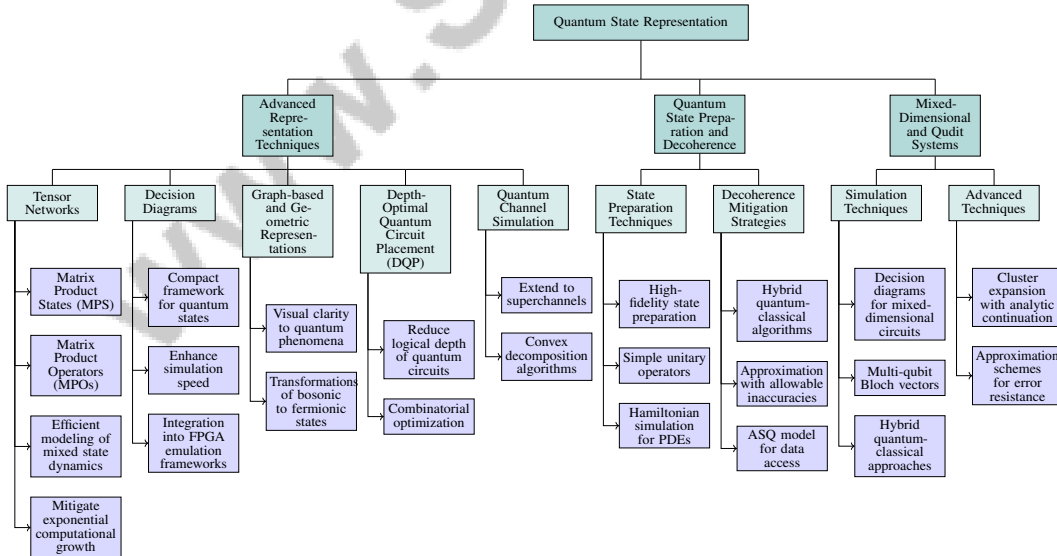 Quantum State Representation
Advanced
Repre-
sentation
Techniques
Quantum
State Prepa-
ration and
Decoherence
Mixed-
Dimensional
and Qudit
Systems
Tensor
Networks
Decision
Diagrams
Graph-based
and Ge-
ometric
Represen-
tations
Depth-
Optimal
Quantum
Circuit
Placement
(DQP)
Quantum
Channel
Simulation
State
Preparation
Techniques
Decoherence
Mitigation
Strategies
Simulation
Techniques
Advanced
Techniques
Matrix
Product
States (MPS)
Matrix
Product
Operators
(MPOs)
Efficient
modeling of
mixed state
dynamics
Mitigate
exponential
computational
growth
Compact
framework
for quantum
states
Enhance
simulation
speed
Integration
into FPGA
emulation
frameworks
Visual clarity
to quantum
phenomena
Transformations
of bosonic
to fermionic
states
Reduce
logical depth
of quantum
circuits
Combinatorial
optimization
Extend to
superchannels
Convex
decomposition
algorithms
High-
fidelity state
preparation
Simple unitary
operators
Hamiltonian
simulation
for PDEs
Hybrid
quantum-
classical
algorithms
Approximation
with allowable
inaccuracies
ASQ model
for data
access
Decision
diagrams
for mixed-
dimensional
circuits
Multi-qubit
Bloch vectors
Hybrid
quantum-
classical
approaches
Cluster
expansion
with analytic
continuation
Approximation
schemes
for error
resistance
www.s